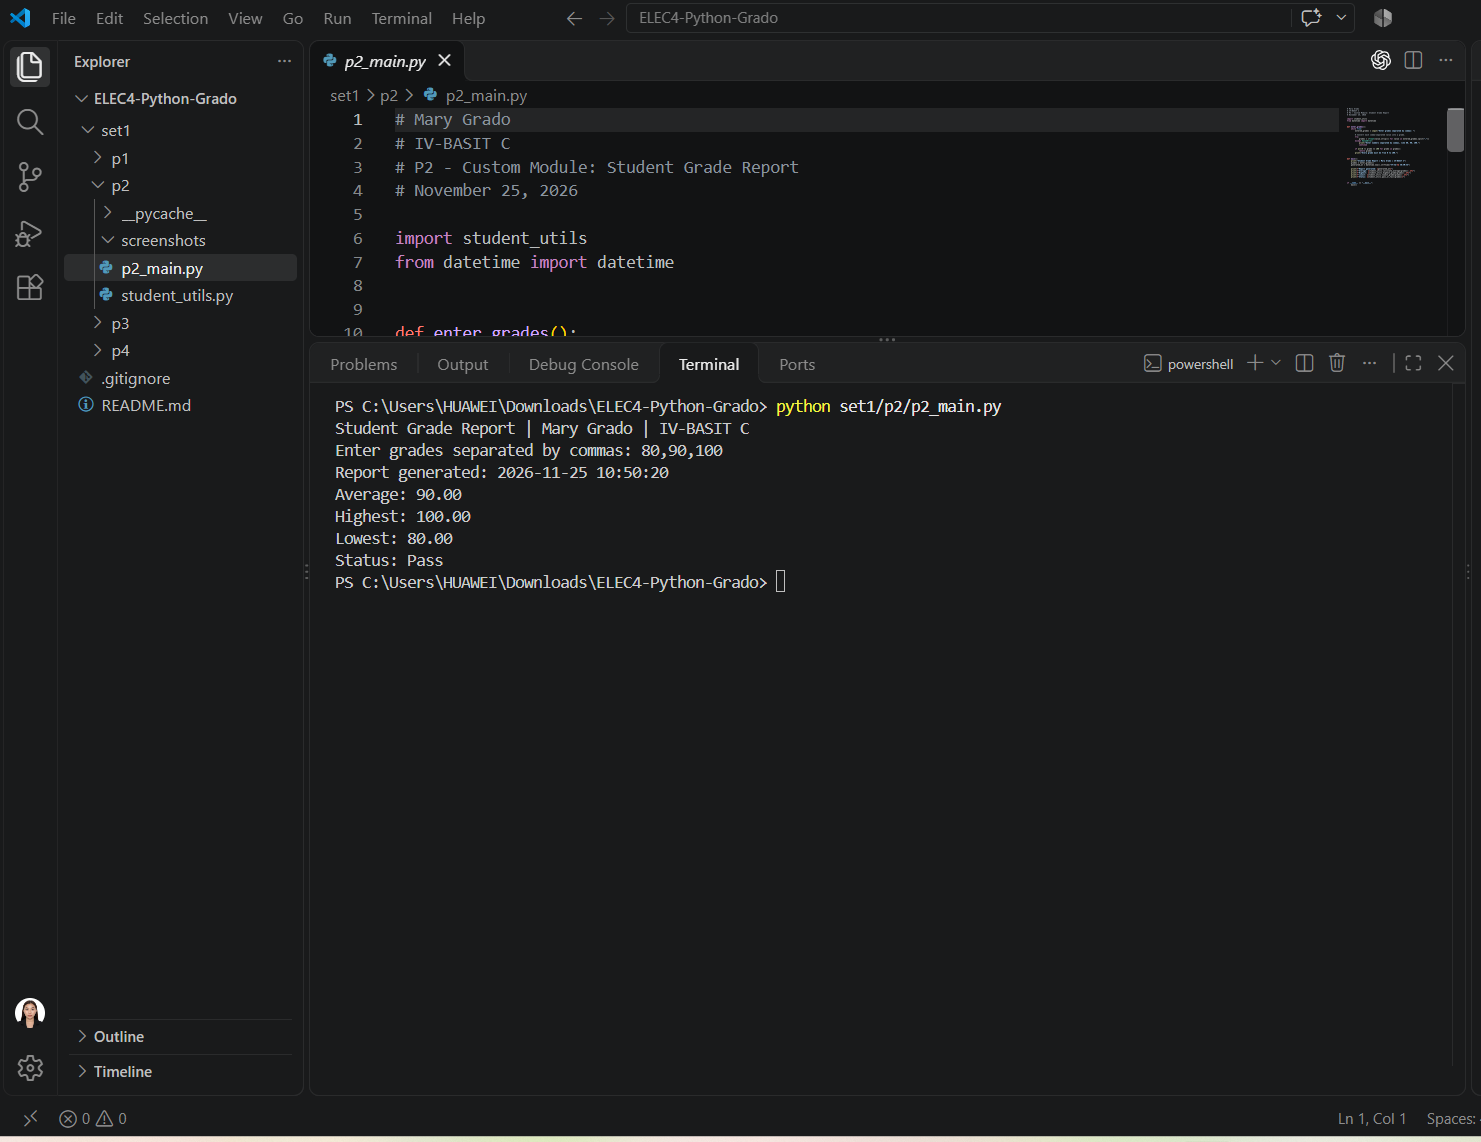 File Edit Selection View Go Run Terminal Help
ELEC4-Python-Grado
Explorer
ELEC4-Python-Grado
set1
p1
p2
__pycache__
screenshots
p2_main.py
student_utils.py
p3
p4
.gitignore
README.md
Outline
Timeline
p2_main.py
set1 > p2 > p2_main.py
1 # Mary Grado
2 # IV-BASIT C
3 # P2 - Custom Module: Student Grade Report
4 # November 25, 2026
5
6 import student_utils
7 from datetime import datetime
8
9
10 def enter_grades():
Problems Output Debug Console Terminal Ports
powershell
PS C:\Users\HUAWEI\Downloads\ELEC4-Python-Grado> python set1/p2/p2_main.py
Student Grade Report | Mary Grado | IV-BASIT C
Enter grades separated by commas: 80,90,100
Report generated: 2026-11-25 10:50:20
Average: 90.00
Highest: 100.00
Lowest: 80.00
Status: Pass
PS C:\Users\HUAWEI\Downloads\ELEC4-Python-Grado>
0 0
Ln 1, Col 1 Spaces: